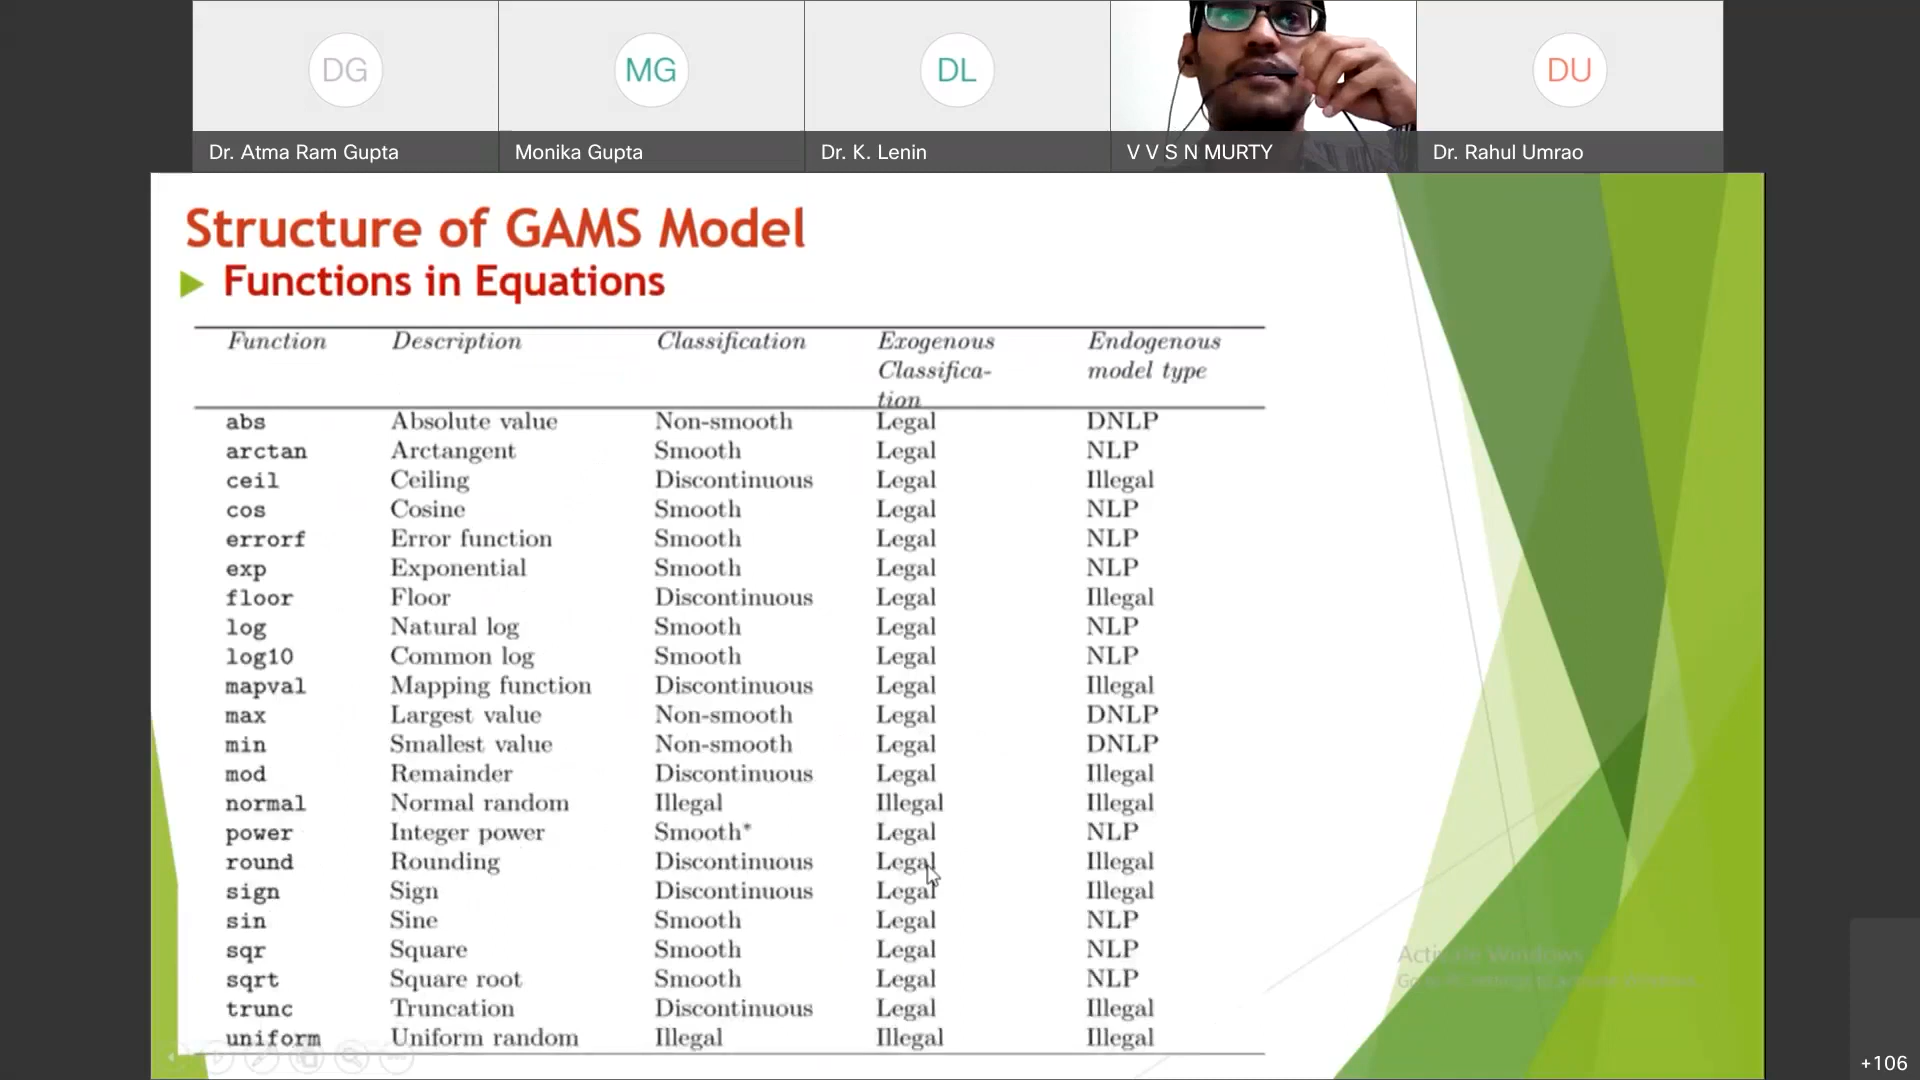 DG
MG
DL
DU
Dr. Atma Ram Gupta
Monika Gupta
Dr. K. Lenin
V V S N MURTY
Dr. Rahul Umrao
Structure of GAMS Model
Functions in Equations
Function Description Classification Exogenous Endogenous
Classifica- model type
tion
abs Absolute value Non-smooth Legal DNLP
arctan Arctangent Smooth Legal NLP
ceil Ceiling Discontinuous Legal Illegal
cos Cosine Smooth Legal NLP
errorf Error function Smooth Legal NLP
exp Exponential Smooth Legal NLP
floor Floor Discontinuous Legal Illegal
log Natural log Smooth Legal NLP
log10 Common log Smooth Legal NLP
mapval Mapping function Discontinuous Legal Illegal
max Largest value Non-smooth Legal DNLP
min Smallest value Non-smooth Legal DNLP
mod Remainder Discontinuous Legal Illegal
normal Normal random Illegal Illegal Illegal
power Integer power Smooth* Legal NLP
round Rounding Discontinuous Legal Illegal
sign Sign Discontinuous Legal Illegal
sin Sine Smooth Legal NLP
sqr Square Smooth Legal NLP
sqrt Square root Smooth Legal NLP
trunc Truncation Discontinuous Legal Illegal
uniform Uniform random Illegal Illegal Illegal
Activate Windows
+106